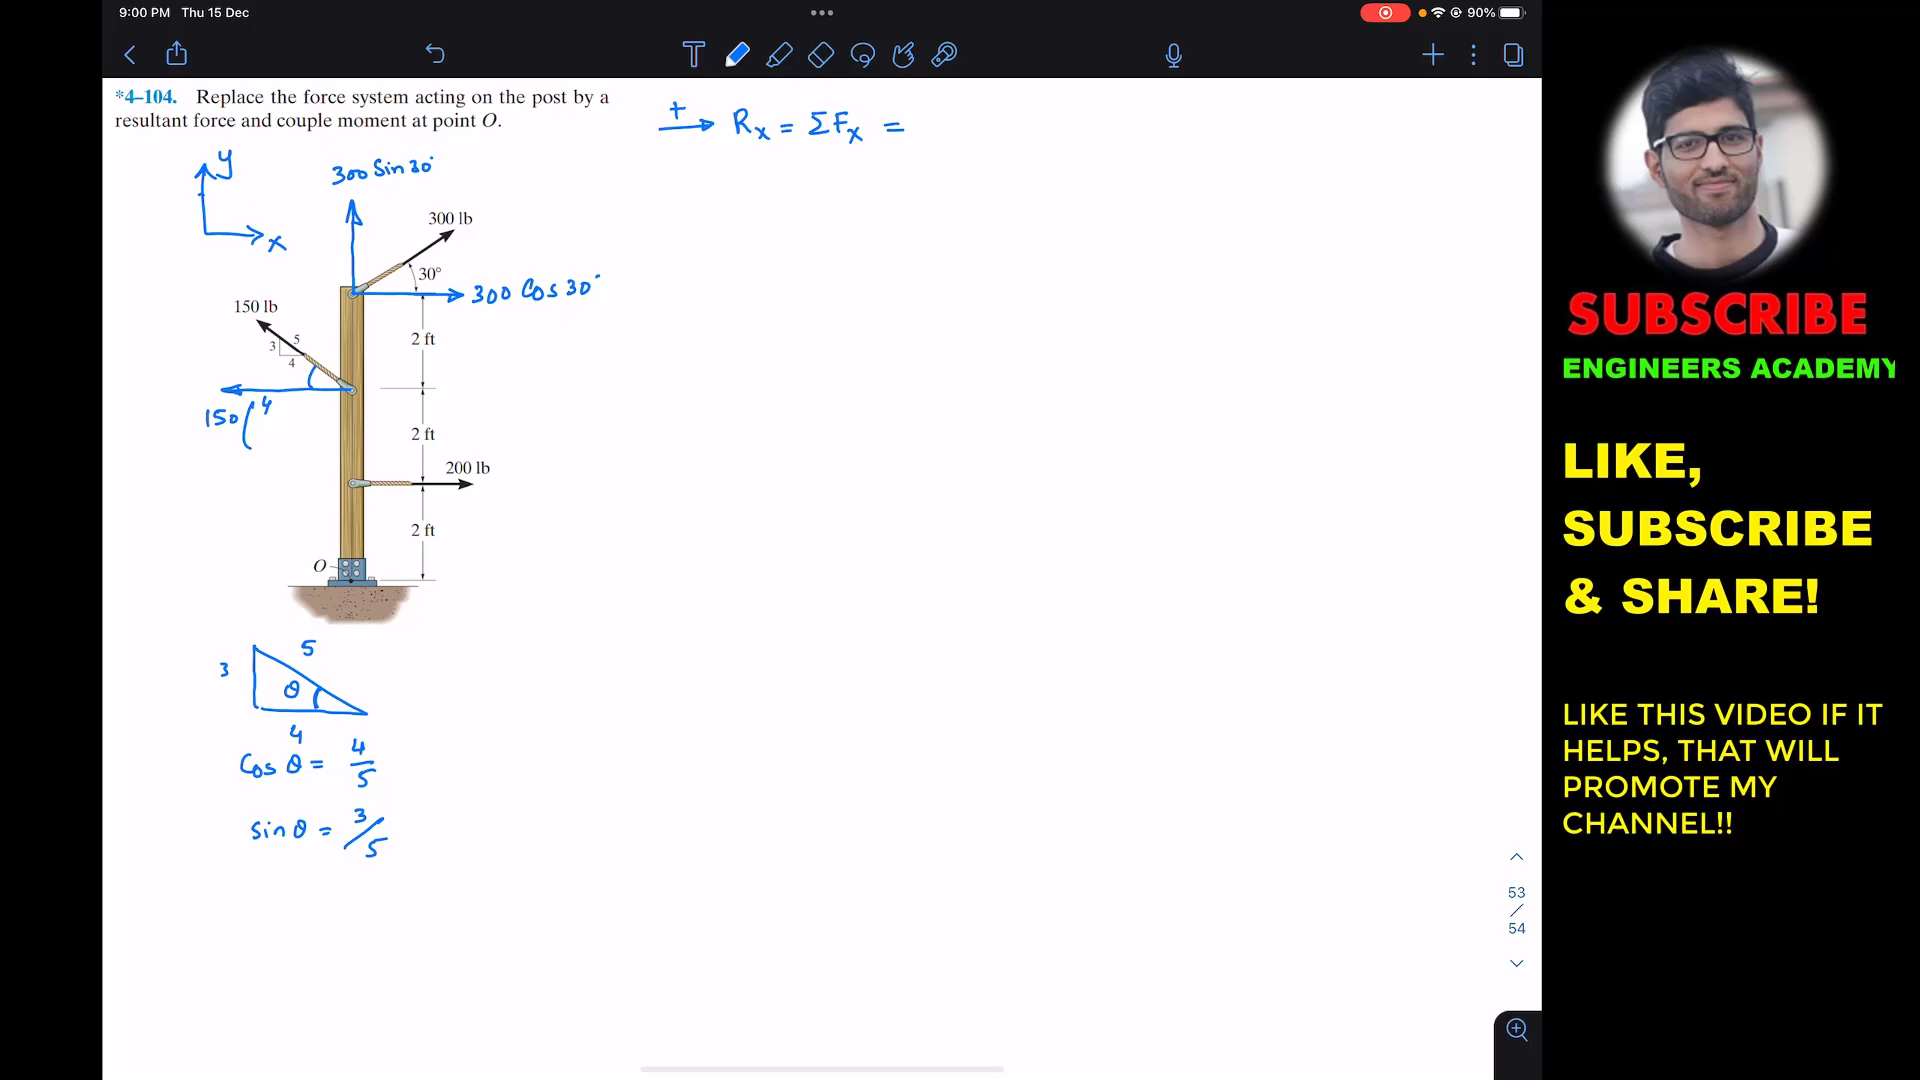 9:00 PM Thu 15 Dec
90%
*4–104. Replace the force system acting on the post by a
resultant force and couple moment at point O.
+
Rx = ΣFx =
y
x
300 Sin 30°
300 lb
30°
300 Cos 30°
150 lb
5
3
4
2 ft
150(4
2 ft
200 lb
2 ft
O
5
3
θ
4
Cos θ = 4/5
Sin θ = 3/5
53
/
54
SUBSCRIBE
ENGINEERS ACADEMY
LIKE,
SUBSCRIBE
& SHARE!
LIKE THIS VIDEO IF IT
HELPS, THAT WILL
PROMOTE MY
CHANNEL!!